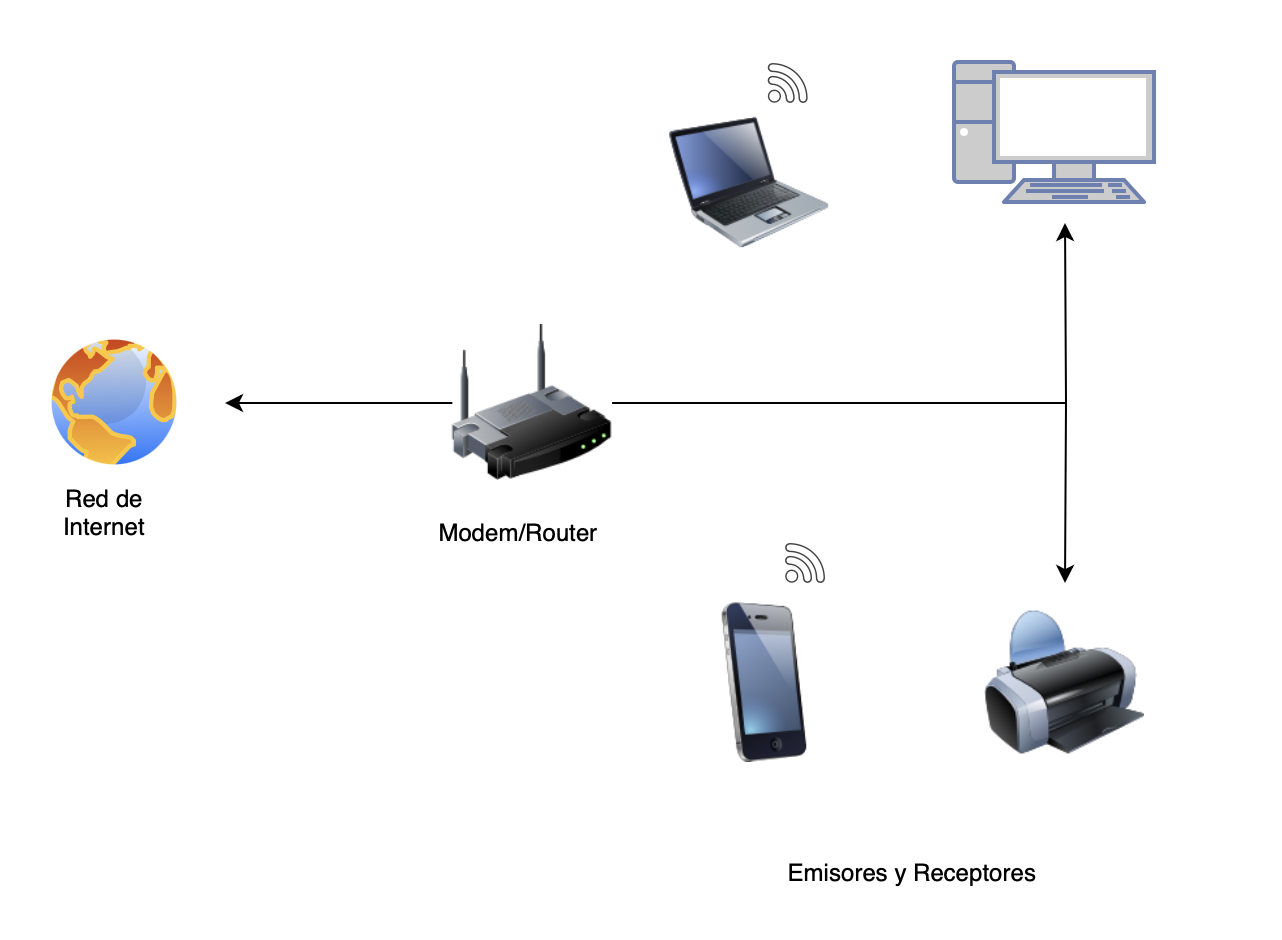 Red de
Internet
Modem/Router
Emisores y Receptores